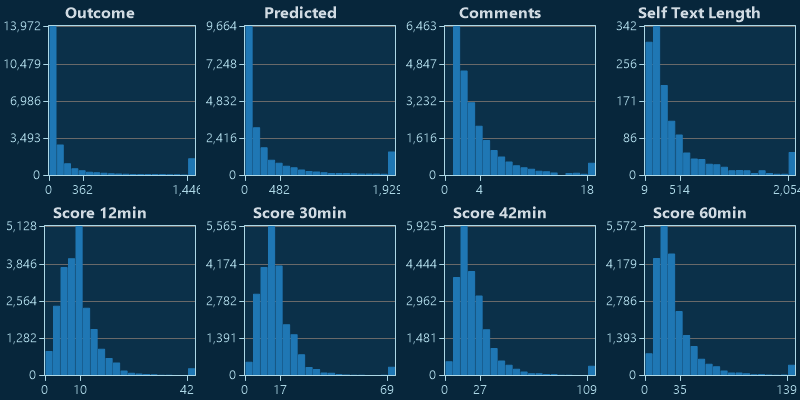 Outcome
13,972
10,479
6,986
3,493
0
0 362 1,446
Predicted
9,664
7,248
4,832
2,416
0
0 482 1,929
Comments
6,463
4,847
3,232
1,616
0
0 4 18
Self Text Length
342
256
171
86
0
9 514 2,054
Score 12min
5,128
3,846
2,564
1,282
0
0 10 42
Score 30min
5,565
4,174
2,782
1,391
0
0 17 69
Score 42min
5,925
4,444
2,962
1,481
0
0 27 109
Score 60min
5,572
4,179
2,786
1,393
0
0 35 139